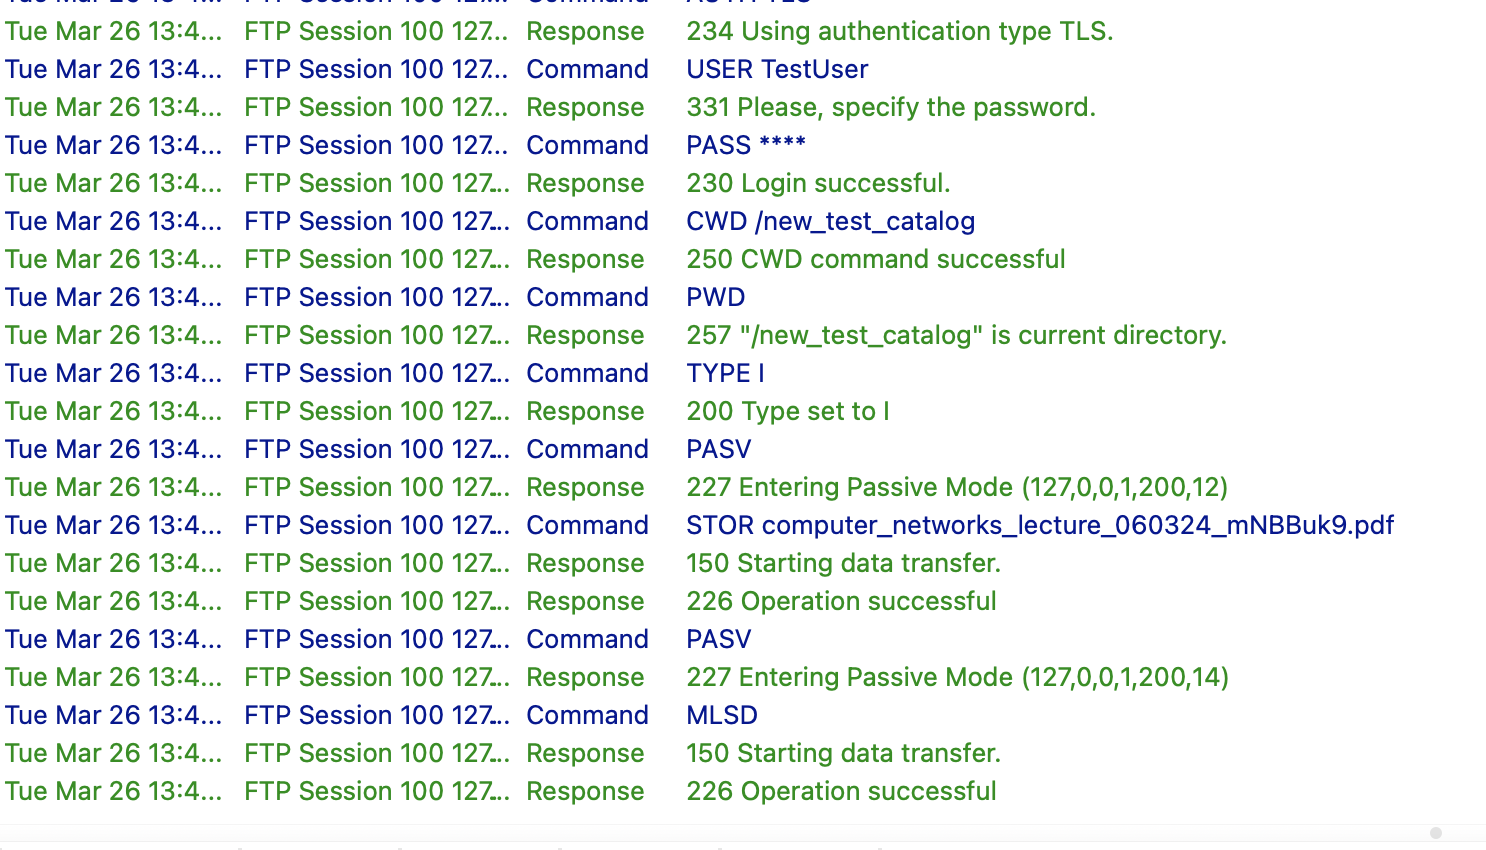 Tue Mar 26 13:4... FTP Session 100 127... Command AUTH TLS
Tue Mar 26 13:4... FTP Session 100 127... Response 234 Using authentication type TLS.
Tue Mar 26 13:4... FTP Session 100 127... Command USER TestUser
Tue Mar 26 13:4... FTP Session 100 127... Response 331 Please, specify the password.
Tue Mar 26 13:4... FTP Session 100 127... Command PASS ****
Tue Mar 26 13:4... FTP Session 100 127... Response 230 Login successful.
Tue Mar 26 13:4... FTP Session 100 127... Command CWD /new_test_catalog
Tue Mar 26 13:4... FTP Session 100 127... Response 250 CWD command successful
Tue Mar 26 13:4... FTP Session 100 127... Command PWD
Tue Mar 26 13:4... FTP Session 100 127... Response 257 "/new_test_catalog" is current directory.
Tue Mar 26 13:4... FTP Session 100 127... Command TYPE I
Tue Mar 26 13:4... FTP Session 100 127... Response 200 Type set to I
Tue Mar 26 13:4... FTP Session 100 127... Command PASV
Tue Mar 26 13:4... FTP Session 100 127... Response 227 Entering Passive Mode (127,0,0,1,200,12)
Tue Mar 26 13:4... FTP Session 100 127... Command STOR computer_networks_lecture_060324_mNBBuk9.pdf
Tue Mar 26 13:4... FTP Session 100 127... Response 150 Starting data transfer.
Tue Mar 26 13:4... FTP Session 100 127... Response 226 Operation successful
Tue Mar 26 13:4... FTP Session 100 127... Command PASV
Tue Mar 26 13:4... FTP Session 100 127... Response 227 Entering Passive Mode (127,0,0,1,200,14)
Tue Mar 26 13:4... FTP Session 100 127... Command MLSD
Tue Mar 26 13:4... FTP Session 100 127... Response 150 Starting data transfer.
Tue Mar 26 13:4... FTP Session 100 127... Response 226 Operation successful